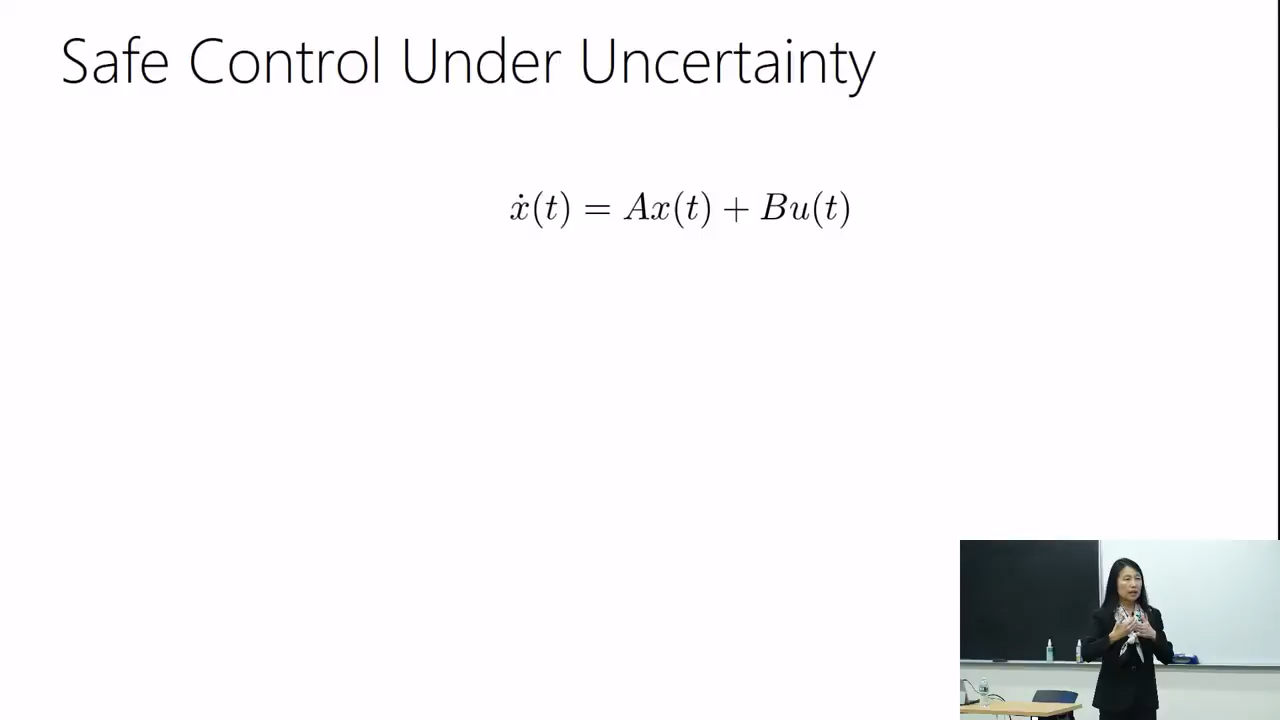 Safe Control Under Uncertainty
ẋ(t) = Ax(t) + Bu(t)